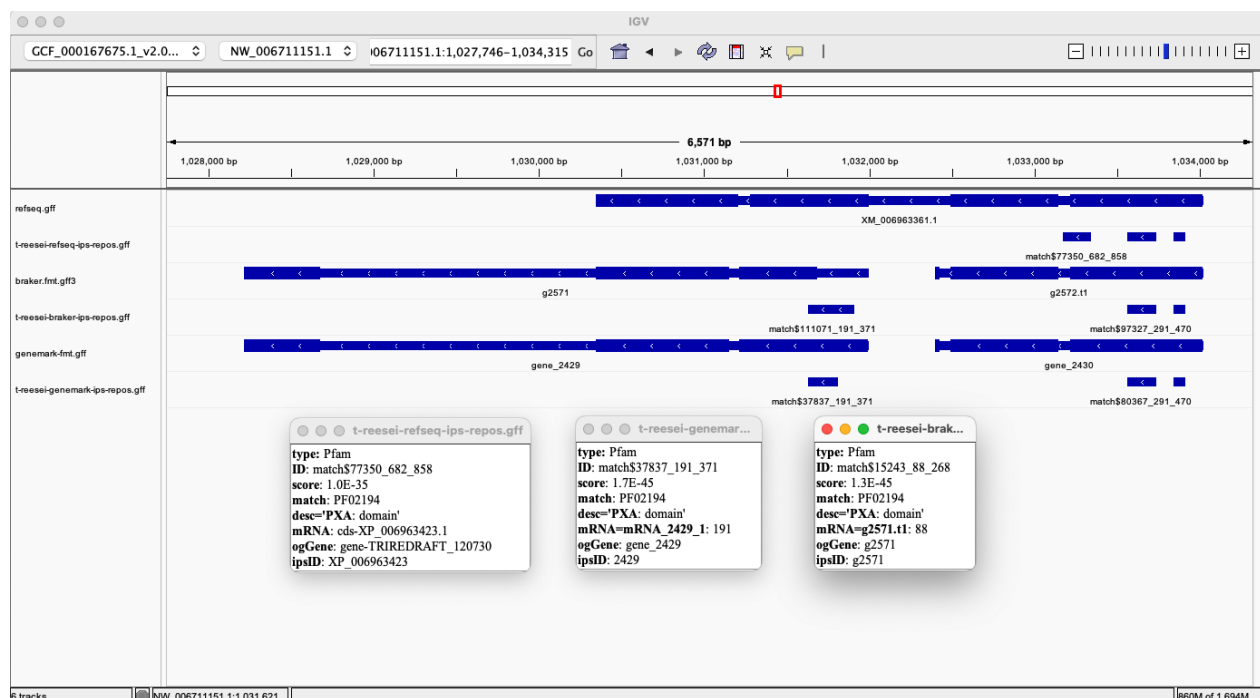 IGV
GCF_000167675.1_v2.0... NW_006711151.1 )06711151.1:1,027,746-1,034,315 Go
6,571 bp
1,028,000 bp 1,029,000 bp 1,030,000 bp 1,031,000 bp 1,032,000 bp 1,033,000 bp 1,034,000 bp
refseq.gff
XM_006963361.1
t-reesei-refseq-ips-repos.gff
match$77350_682_858
braker.fmt.gff3
g2571 g2572.t1
t-reesei-braker-ips-repos.gff
match$111071_191_371 match$97327_291_470
genemark-fmt.gff
gene_2429 gene_2430
t-reesei-genemark-ips-repos.gff
match$37837_191_371 match$80367_291_470
t-reesei-refseq-ips-repos.gff
type: Pfam
ID: match$77350_682_858
score: 1.0E-35
match: PF02194
desc='PXA: domain'
mRNA: cds-XP_006963423.1
ogGene: gene-TRIREDRAFT_120730
ipsID: XP_006963423
t-reesei-genemar...
type: Pfam
ID: match$37837_191_371
score: 1.7E-45
match: PF02194
desc='PXA: domain'
mRNA=mRNA_2429_1: 191
ogGene: gene_2429
ipsID: 2429
t-reesei-brak...
type: Pfam
ID: match$15243_88_268
score: 1.3E-45
match: PF02194
desc='PXA: domain'
mRNA=g2571.t1: 88
ogGene: g2571
ipsID: g2571
6 tracks NW_006711151.1:1,031,621 860M of 1,694M